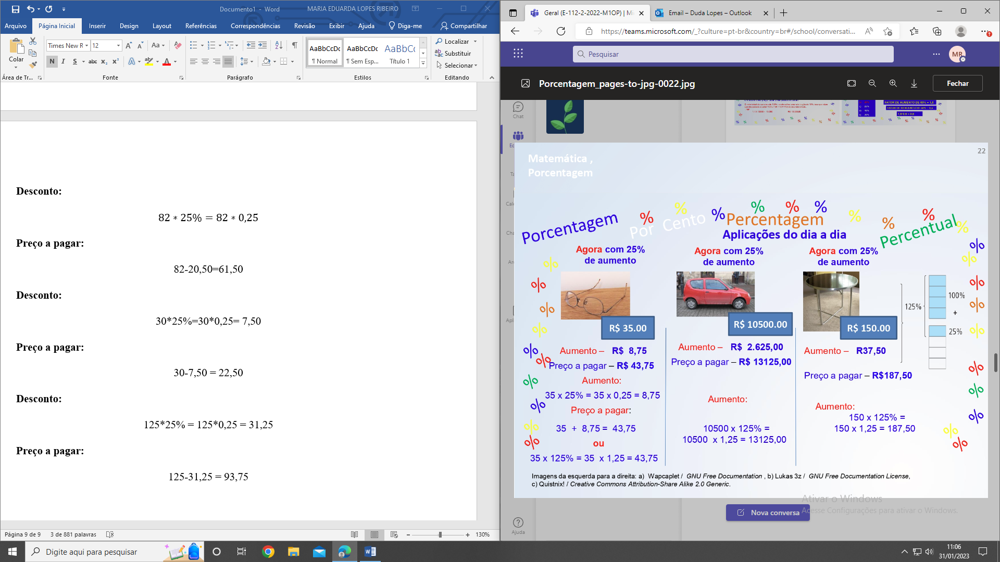 Documento1 - Word
MARIA EDUARDA LOPES RIBEIRO
Arquivo
Página Inicial
Inserir
Design
Layout
Referências
Correspondências
Revisão
Exibir
Ajuda
Diga-me
Compartilhar
Colar
Times New R
12
Aa
N I S abc x₂ x²
Área de Tr...
Fonte
Parágrafo
AaBbCcDc
¶ Normal
AaBbCcDc
¶ Sem Esp...
AaBbC(
Título 1
Estilos
Localizar
Substituir
Selecionar
Editando
Desconto:
82 ∗ 25% = 82 ∗ 0,25
Preço a pagar:
82-20,50=61,50
Desconto:
30*25%=30*0,25= 7,50
Preço a pagar:
30-7,50 = 22,50
Desconto:
125*25% = 125*0,25 = 31,25
Preço a pagar:
125-31,25 = 93,75
Página 9 de 9
3 de 881 palavras
130%
Geral (E-112-2-2022-M1OP) | Mi
Email – Duda Lopes – Outlook
https://teams.microsoft.com/_?culture=pt-br&country=br#/school/conversati...
Pesquisar
MR
Porcentagem_pages-to-jpg-0022.jpg
Fechar
Chat
FATOR DE AUMENTO DE 60% = 1,6
Matemática ,
Porcentagem
22
Porcentagem
Por Cento
Percentagem
Percentual
Aplicações do dia a dia
Agora com 25%
de aumento
R$ 35.00
Aumento – R$ 8,75
Preço a pagar – R$ 43,75
Aumento:
35 x 25% = 35 x 0,25 = 8,75
Preço a pagar:
35 + 8,75 = 43,75
ou
35 x 125% = 35 x 1,25 = 43,75
Agora com 25%
de aumento
R$ 10500.00
Aumento – R$ 2.625,00
Preço a pagar – R$ 13125,00
Aumento:
10500 x 125% =
10500 x 1,25 = 13125,00
Agora com 25%
de aumento
R$ 150.00
Aumento – R37,50
Preço a pagar – R$187,50
Aumento:
150 x 125% =
150 x 1,25 = 187,50
125%
100%
+
25%
Imagens da esquerda para a direita: a) Wapcaplet / GNU Free Documentation , b) Lukas 3z / GNU Free Documentation License,
c) Quistnix! / Creative Commons Attribution-Share Alike 2.0 Generic.
Ativar o Windows
Acesse Configurações para ativar o Windows.
Nova conversa
Ajuda
Digite aqui para pesquisar
11:06
31/01/2023